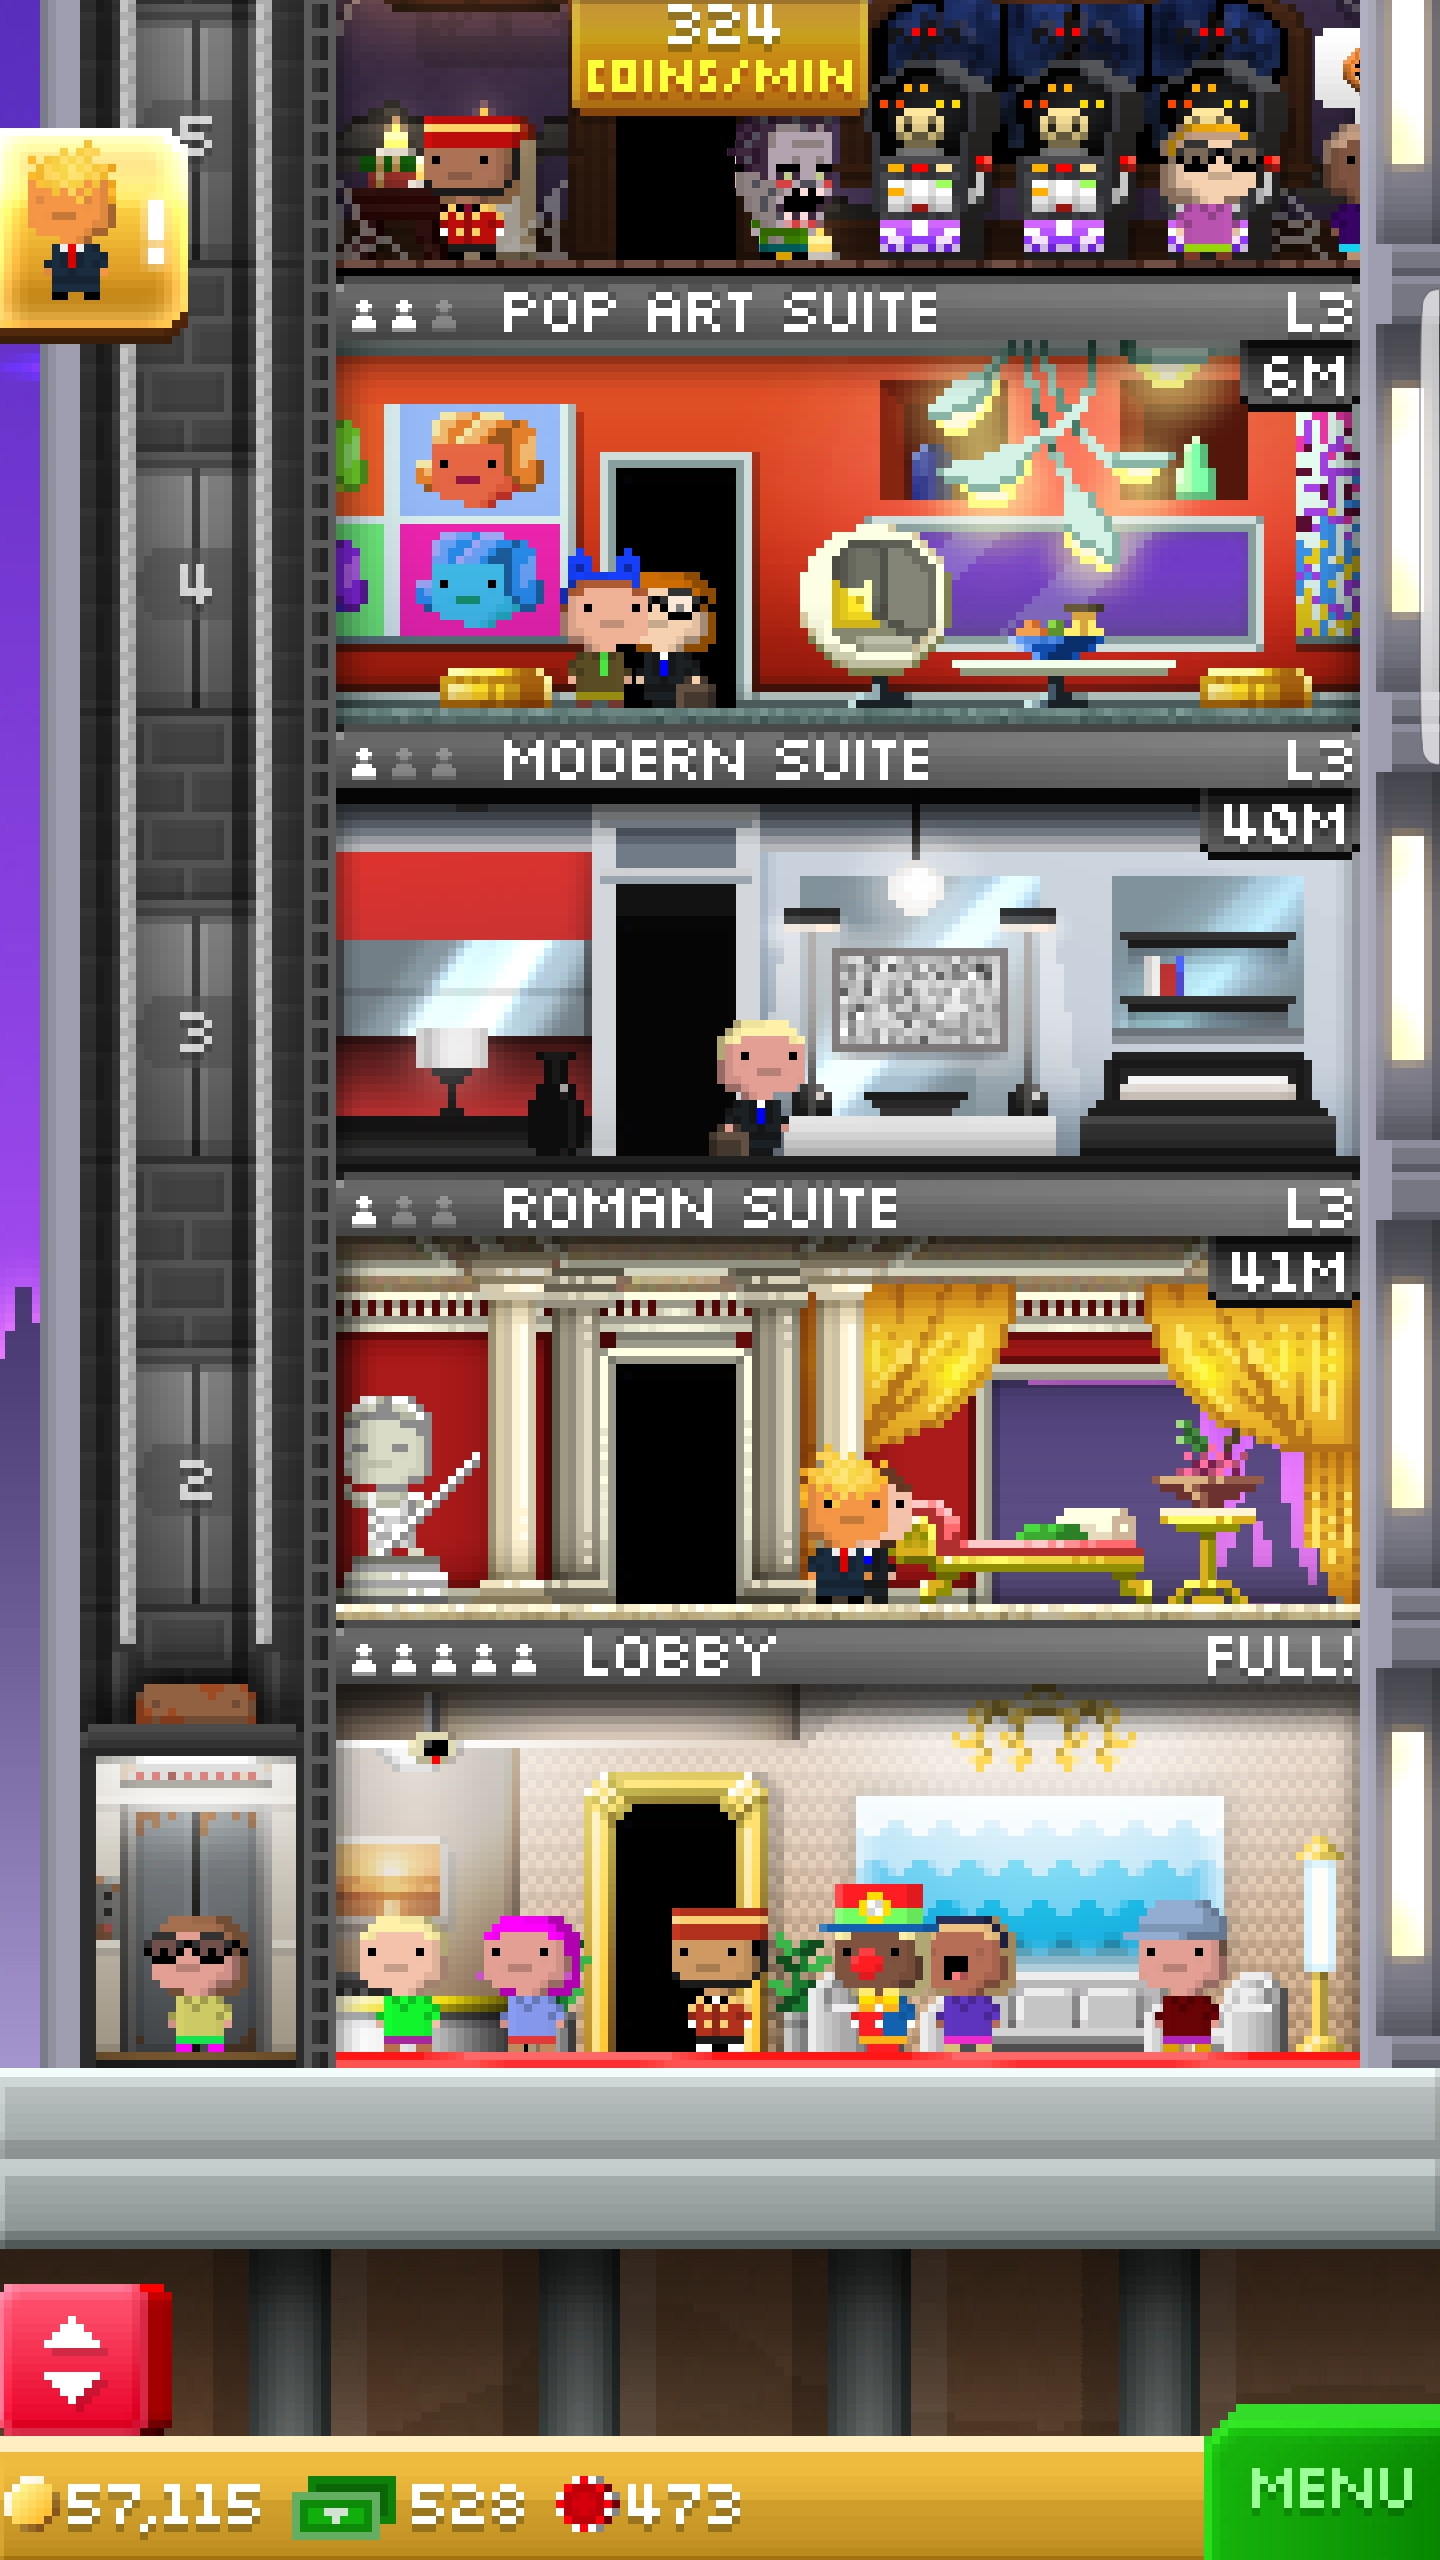 324
COINS/MIN
5
!
POP ART SUITE L3
6M
4
MODERN SUITE L3
40M
3
ROMAN SUITE L3
41M
2
LOBBY FULL!
57,115 528 473
MENU